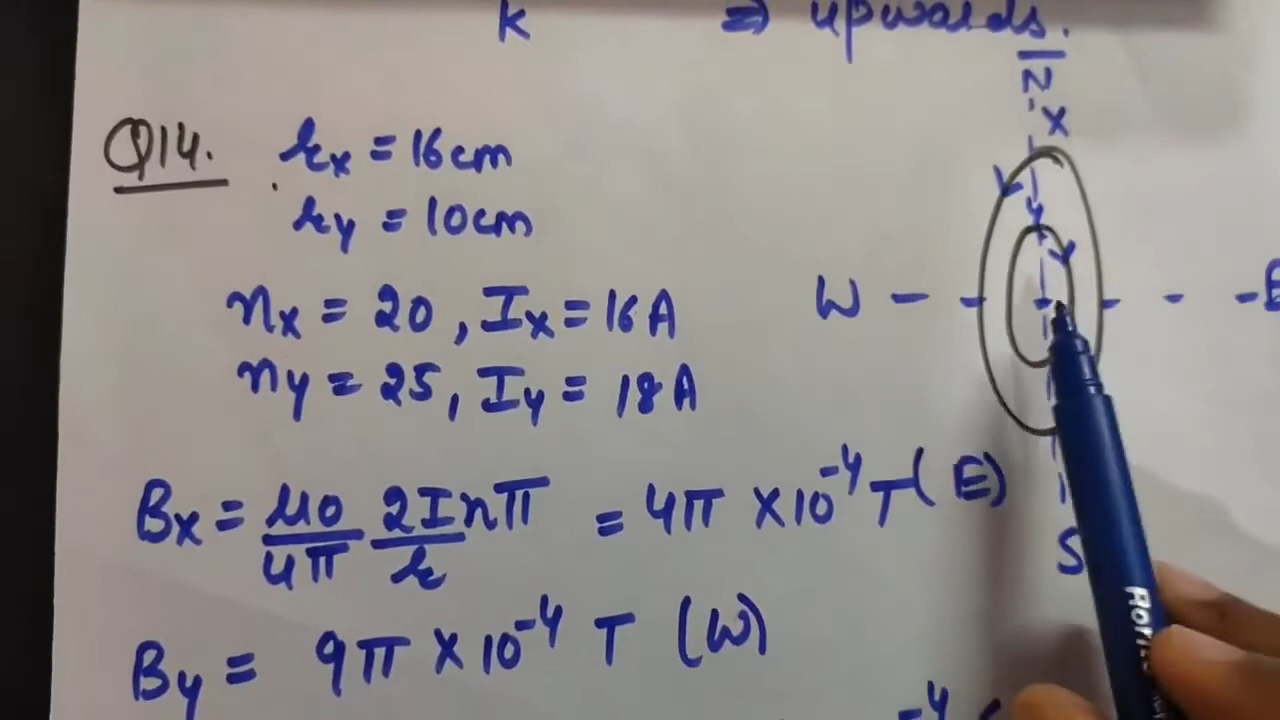 k ⇒ upwards.
N
X
Q14. rx = 16cm
ry = 10cm
Y
nx = 20, Ix = 16A
ny = 25, Iy = 18A
W E
Bx = μ0/4π 2Inπ/r = 4π × 10⁻⁴ T (E)
S
By = 9π × 10⁻⁴ T (W)
-4